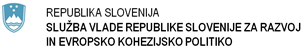 REPUBLIKA SLOVENIJA
SLUŽBA VLADE REPUBLIKE SLOVENIJE ZA RAZVOJ
IN EVROPSKO KOHEZIJSKO POLITIKO